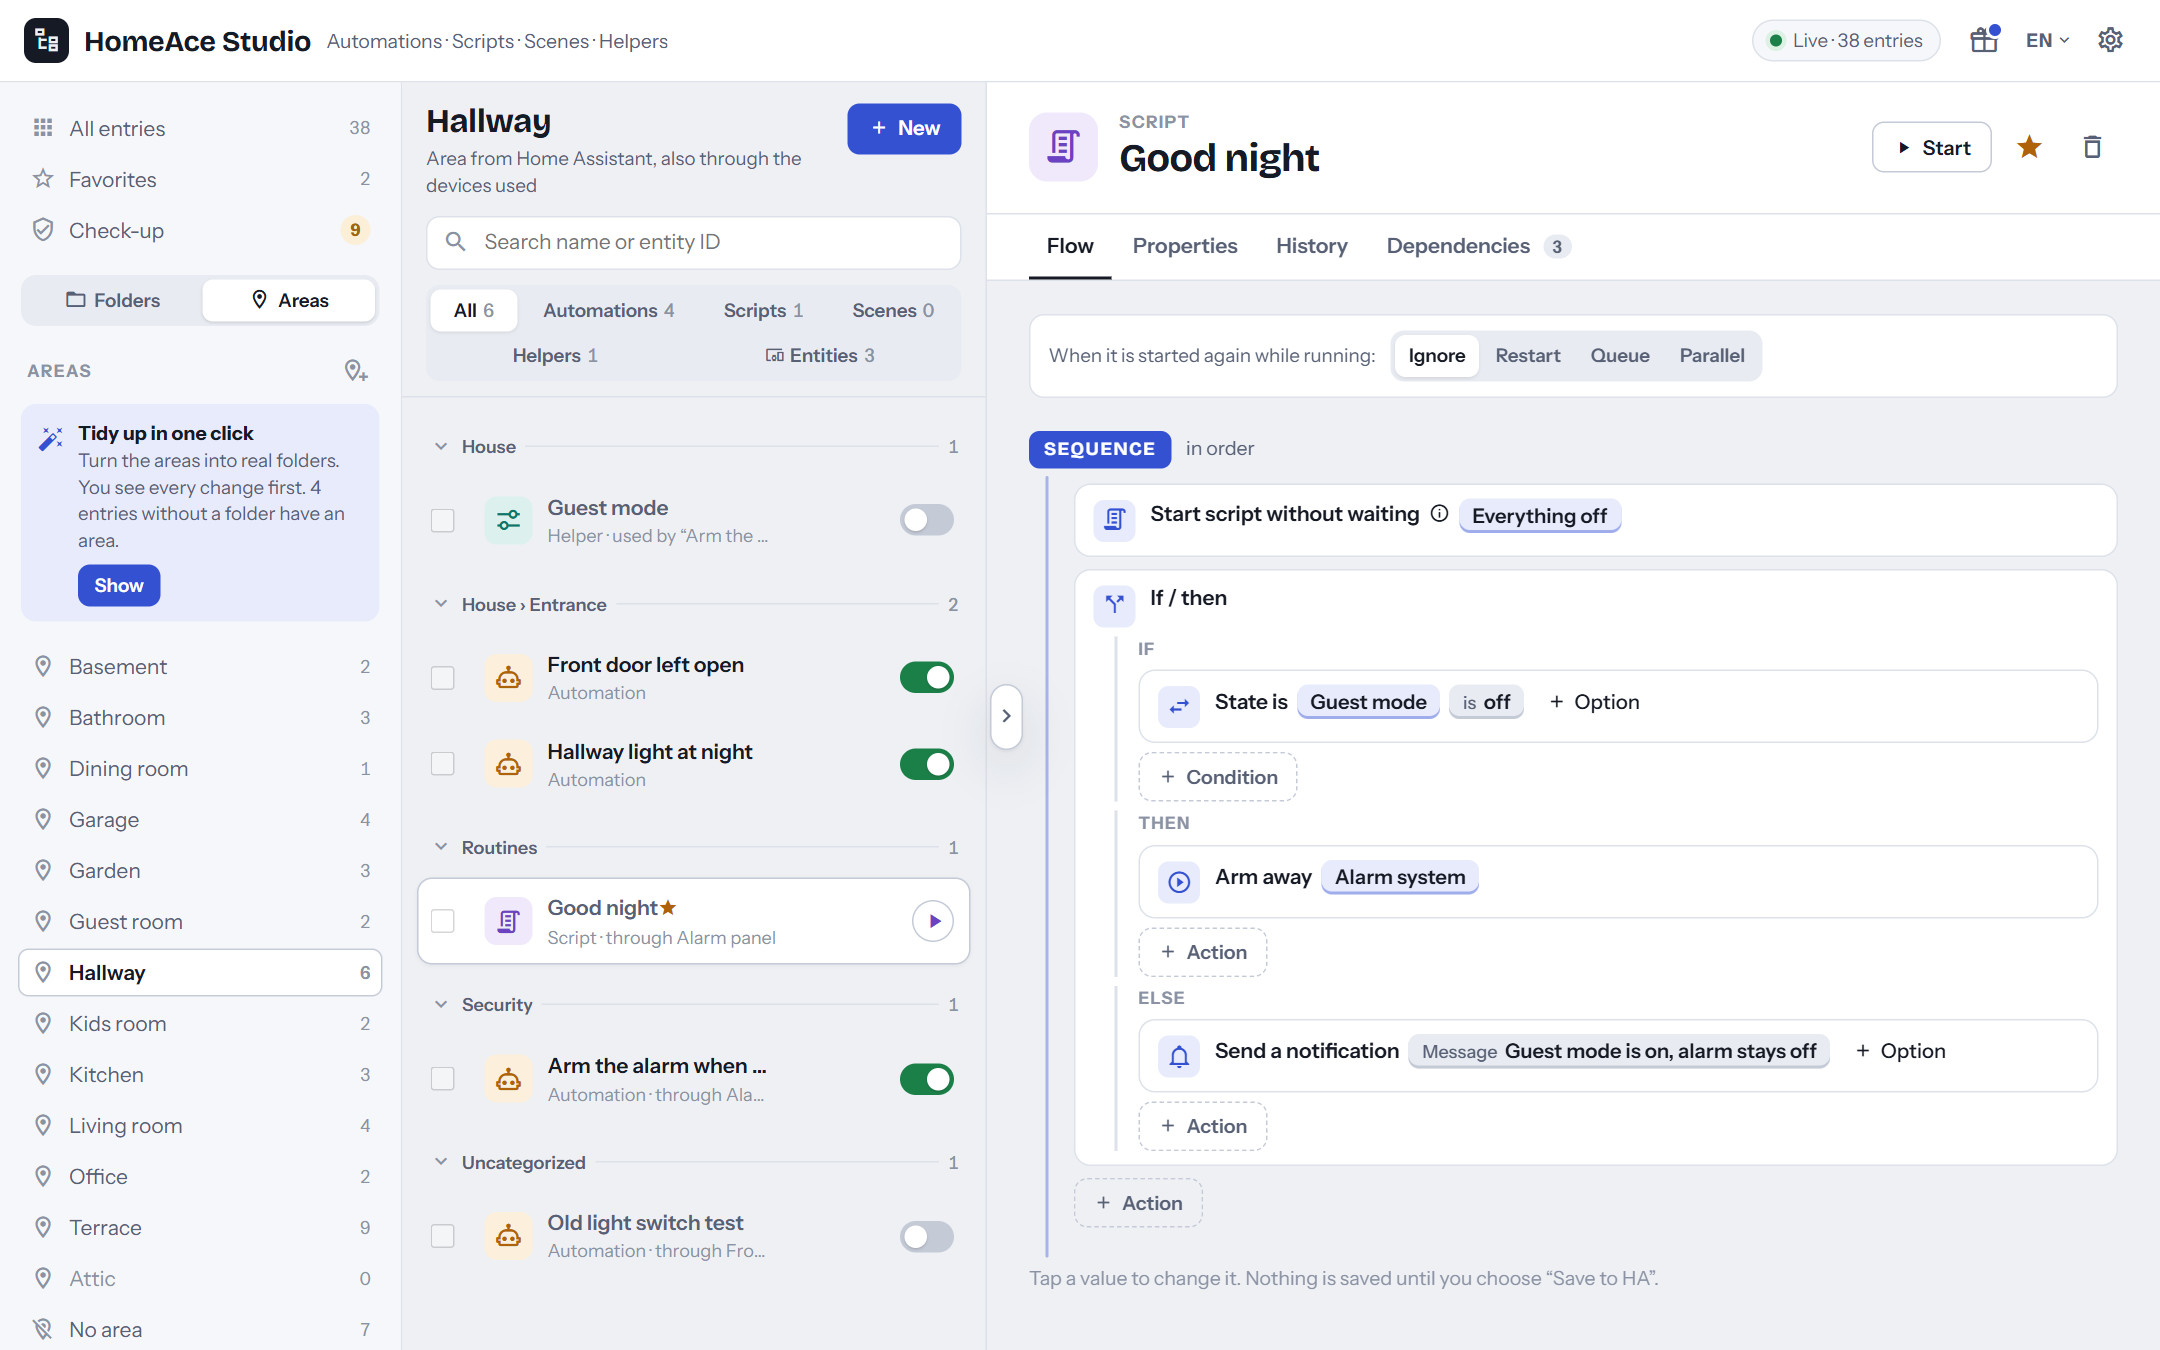 HomeAce Studio Automations · Scripts · Scenes · Helpers
Live · 38 entries
EN
All entries 38
Favorites 2
Check-up 9
Folders Areas
AREAS
Tidy up in one click
Turn the areas into real folders.
You see every change first. 4
entries without a folder have an
area.
Show
Basement 2
Bathroom 3
Dining room 1
Garage 4
Garden 3
Guest room 2
Hallway 6
Kids room 2
Kitchen 3
Living room 4
Office 2
Terrace 9
Attic 0
No area 7
Hallway
+ New
Area from Home Assistant, also through the
devices used
Search name or entity ID
All 6 Automations 4 Scripts 1 Scenes 0
Helpers 1 Entities 3
House 1
Guest mode
Helper · used by “Arm the ...
House › Entrance 2
Front door left open
Automation
Hallway light at night
Automation
Routines 1
Good night
Script · through Alarm panel
Security 1
Arm the alarm when ...
Automation · through Ala...
Uncategorized 1
Old light switch test
Automation · through Fro...
SCRIPT
Good night
Start
Flow Properties History Dependencies 3
When it is started again while running: Ignore Restart Queue Parallel
SEQUENCE in order
Start script without waiting Everything off
If / then
IF
State is Guest mode is off + Option
+ Condition
THEN
Arm away Alarm system
+ Action
ELSE
Send a notification Message Guest mode is on, alarm stays off + Option
+ Action
+ Action
Tap a value to change it. Nothing is saved until you choose “Save to HA”.